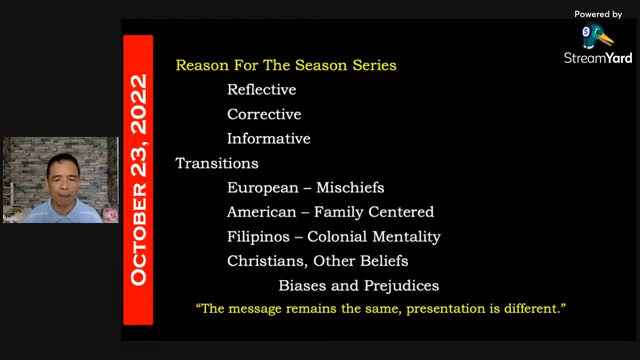 Powered by
StreamYard
OCTOBER 23, 2022
Reason For The Season Series
Reflective
Corrective
Informative
Transitions
European – Mischiefs
American – Family Centered
Filipinos – Colonial Mentality
Christians, Other Beliefs
Biases and Prejudices
“The message remains the same, presentation is different.”